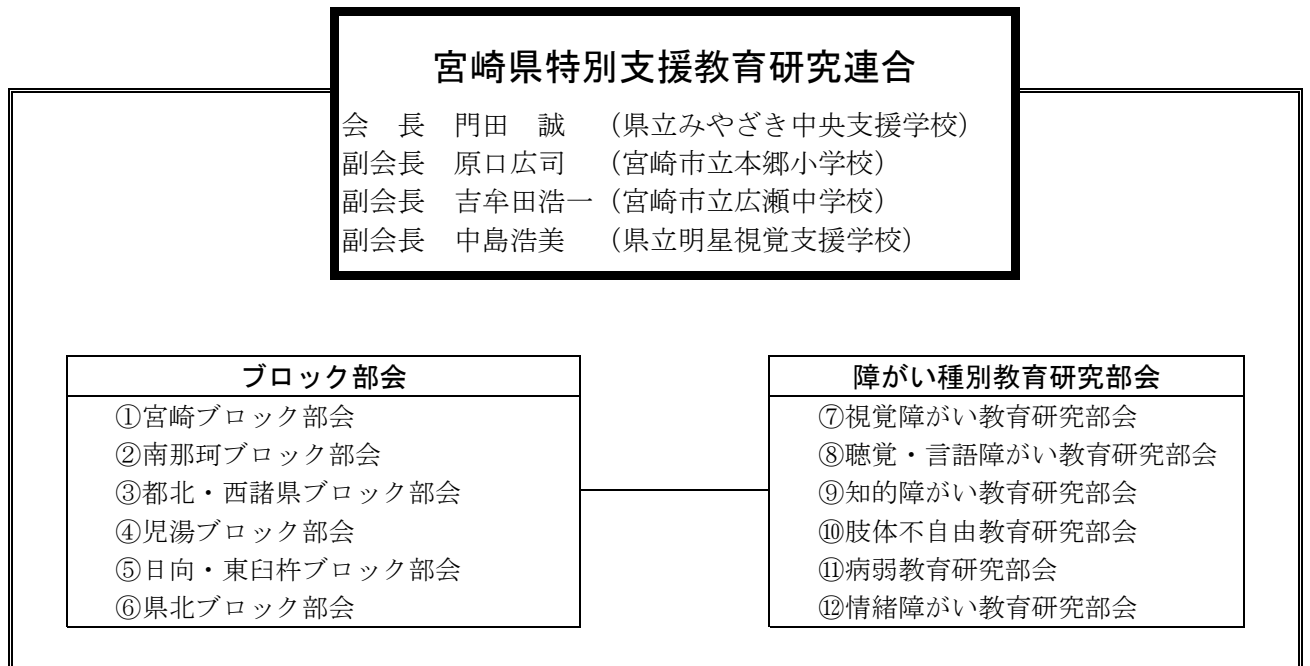 宮崎県特別支援教育研究連合
会　長　門田　誠　（県立みやざき中央支援学校）
副会長　原口広司　（宮崎市立本郷小学校）
副会長　吉牟田浩一（宮崎市立広瀬中学校）
副会長　中島浩美　（県立明星視覚支援学校）
ブロック部会
①宮崎ブロック部会
②南那珂ブロック部会
③都北・西諸県ブロック部会
④児湯ブロック部会
⑤日向・東臼杵ブロック部会
⑥県北ブロック部会
障がい種別教育研究部会
⑦視覚障がい教育研究部会
⑧聴覚・言語障がい教育研究部会
⑨知的障がい教育研究部会
⑩肢体不自由教育研究部会
⑪病弱教育研究部会
⑫情緒障がい教育研究部会